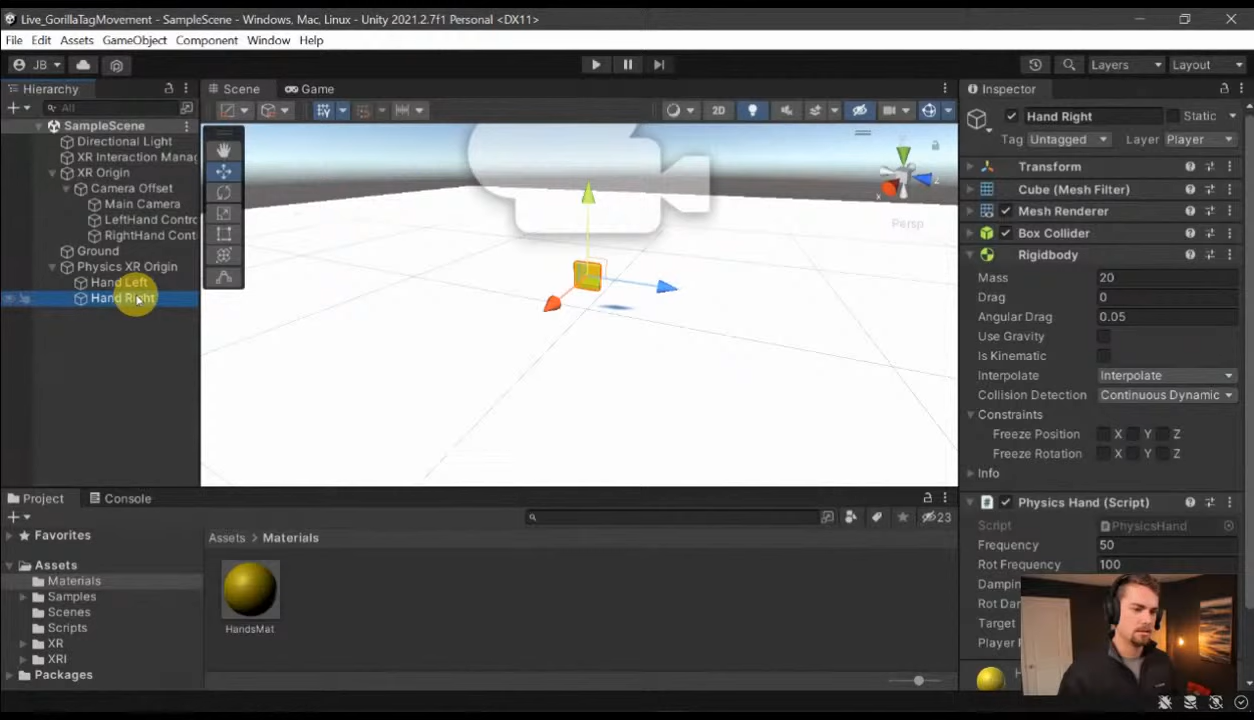 Live_GorillaTagMovement - SampleScene - Windows, Mac, Linux - Unity 2021.2.7f1 Personal <DX11>
File Edit Assets GameObject Component Window Help
JB
Layers Layout
Hierarchy
All
SampleScene
Directional Light
XR Interaction Manag
XR Origin
Camera Offset
Main Camera
LeftHand Contro
RightHand Cont
Ground
Physics XR Origin
Hand Left
Hand Right
Scene Game
2D
Persp
Inspector
Hand Right Static
Tag Untagged Layer Player
Transform
Cube (Mesh Filter)
Mesh Renderer
Box Collider
Rigidbody
Mass 20
Drag 0
Angular Drag 0.05
Use Gravity
Is Kinematic
Interpolate Interpolate
Collision Detection Continuous Dynamic
Constraints
Freeze Position X Y Z
Freeze Rotation X Y Z
Info
Physics Hand (Script)
Script PhysicsHand
Frequency 50
Rot Frequency 100
Dampin
Rot Da
Target
Player
Project Console
23
Favorites
Assets
Materials
Samples
Scenes
Scripts
XR
XRI
Packages
Assets > Materials
HandsMat